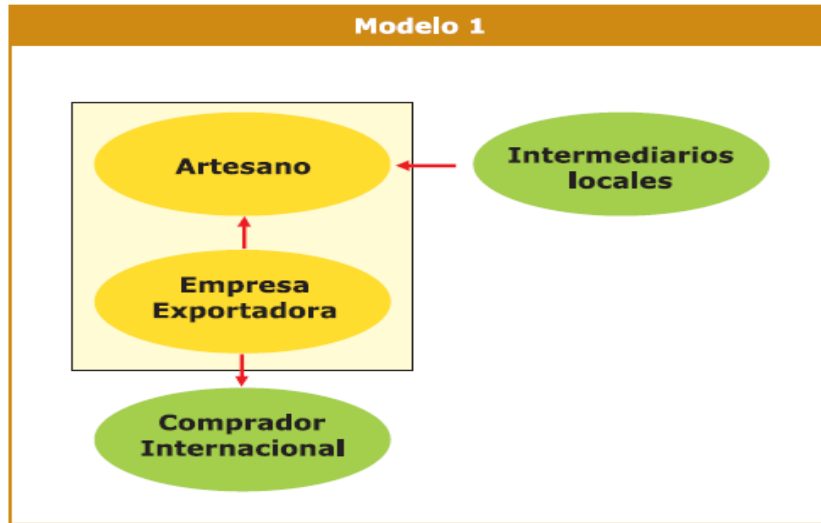 Modelo 1
Artesano
Intermediarios
locales
Empresa
Exportadora
Comprador
Internacional